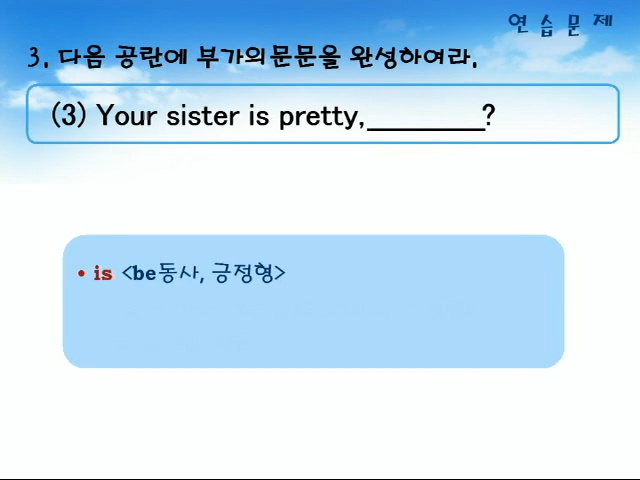 연 습 문 제
3. 다음 공란에 부가의문문을 완성하여라.
(3) Your sister is pretty,________?
• is <be동사, 긍정형>